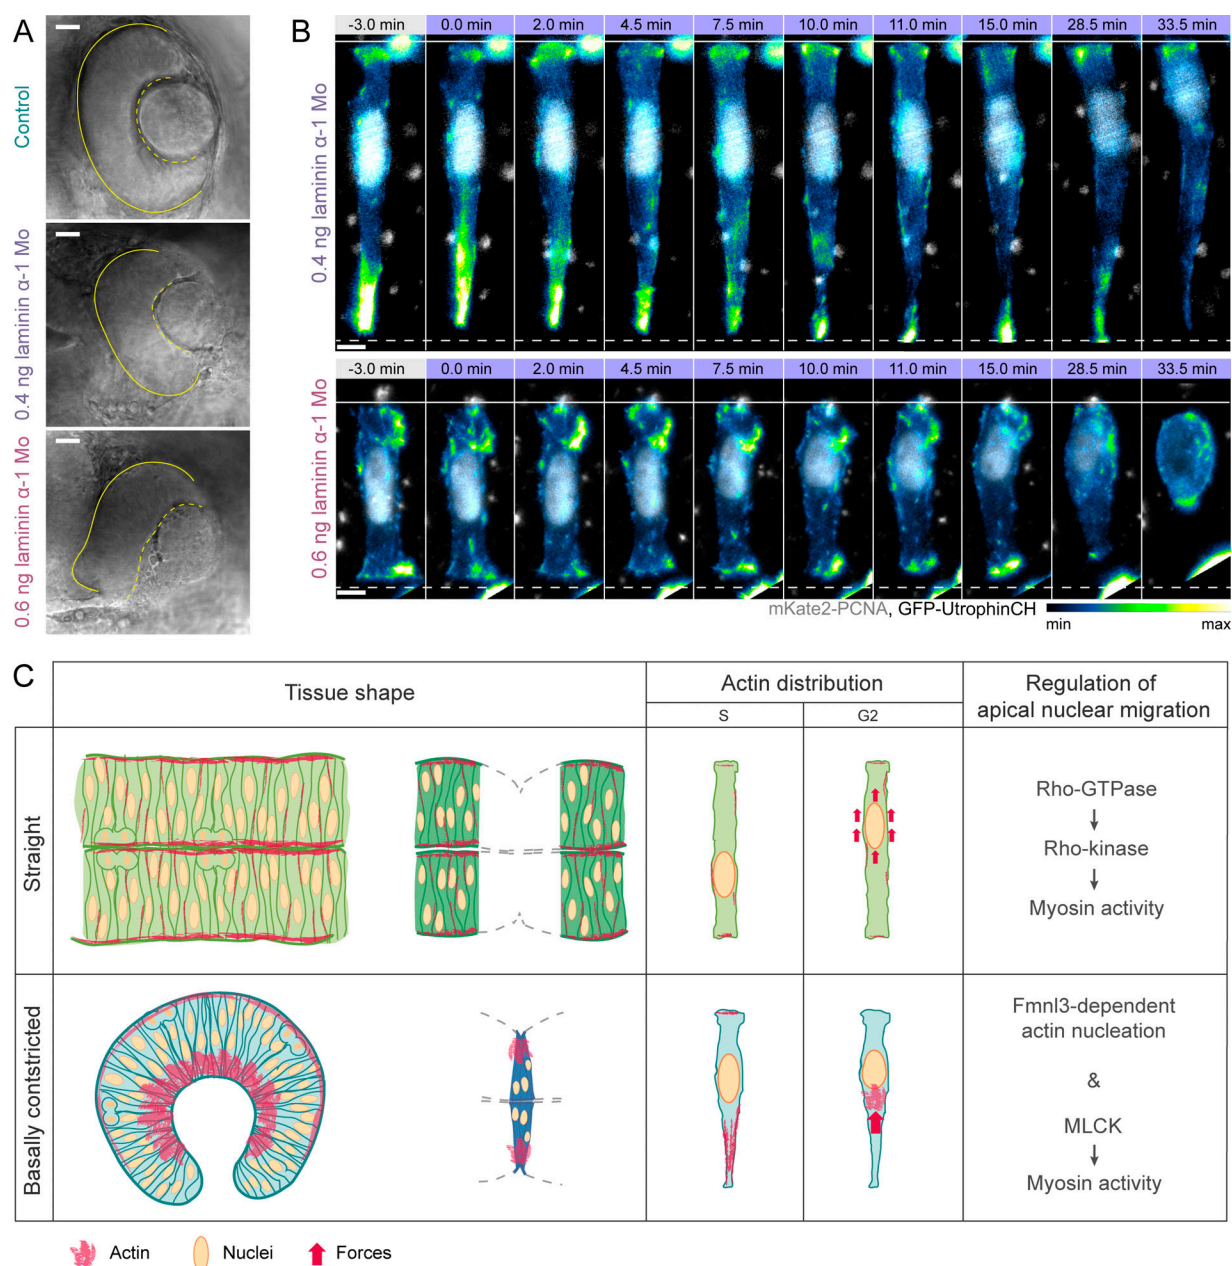 A
Control
0.4 ng laminin α-1 Mo
0.6 ng laminin α-1 Mo
B
0.4 ng laminin α-1 Mo
-3.0 min 0.0 min 2.0 min 4.5 min 7.5 min 10.0 min 11.0 min 15.0 min 28.5 min 33.5 min
0.6 ng laminin α-1 Mo
-3.0 min 0.0 min 2.0 min 4.5 min 7.5 min 10.0 min 11.0 min 15.0 min 28.5 min 33.5 min
mKate2-PCNA, GFP-UtrophinCH
min max
C
Tissue shape
Actin distribution
S G2
Regulation of
apical nuclear migration
Straight
Rho-GTPase
Rho-kinase
Myosin activity
Basally contstricted
Fmnl3-dependent
actin nucleation
&
MLCK
Myosin activity
Actin Nuclei Forces